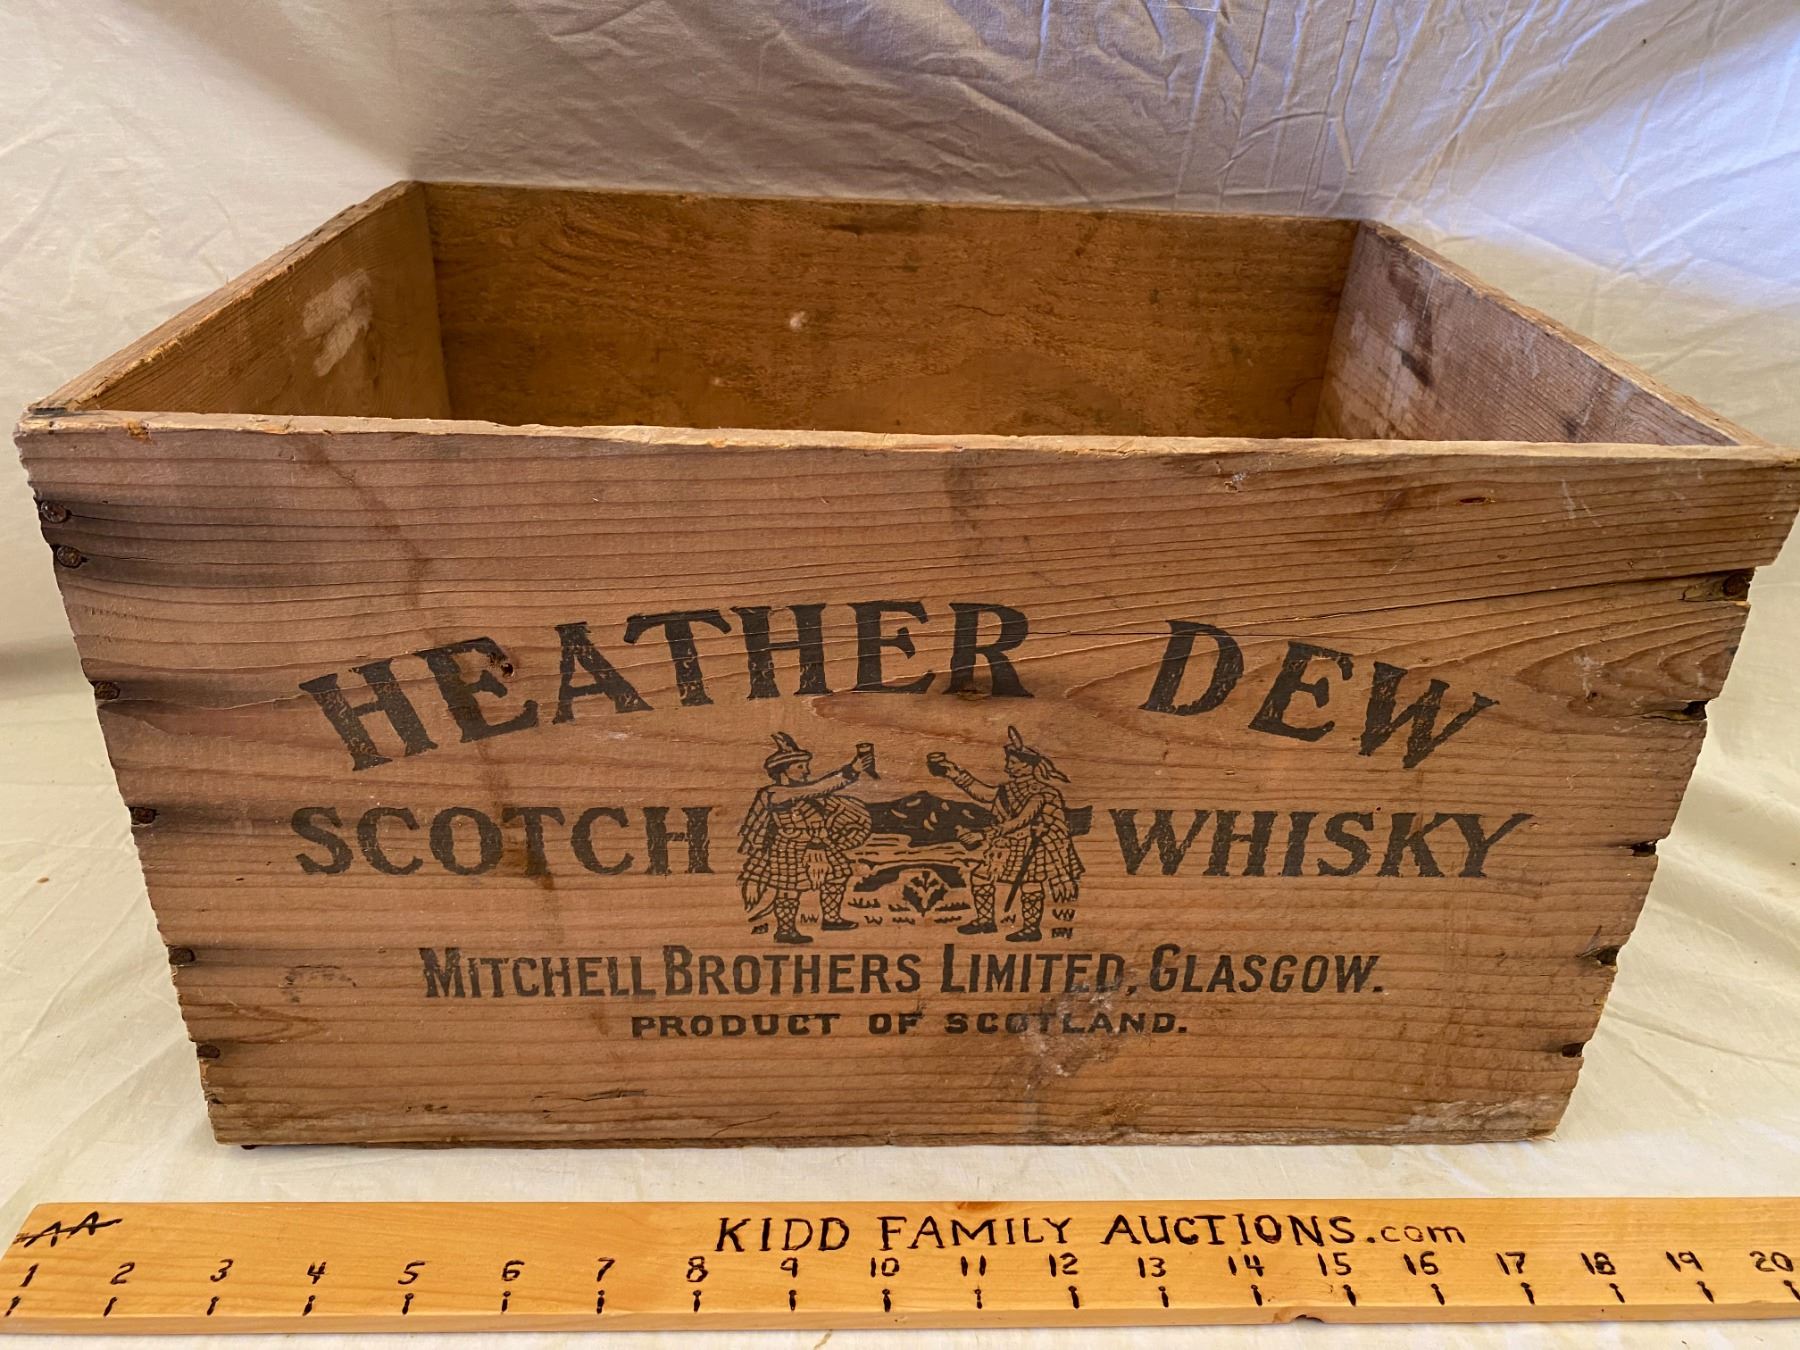 HEATHER DEW
SCOTCH WHISKY
MITCHELL BROTHERS LIMITED, GLASGOW.
PRODUCT OF SCOTLAND.
AA KIDD FAMILY AUCTIONS.com
1 2 3 4 5 6 7 8 9 10 11 12 13 14 15 16 17 18 19 20